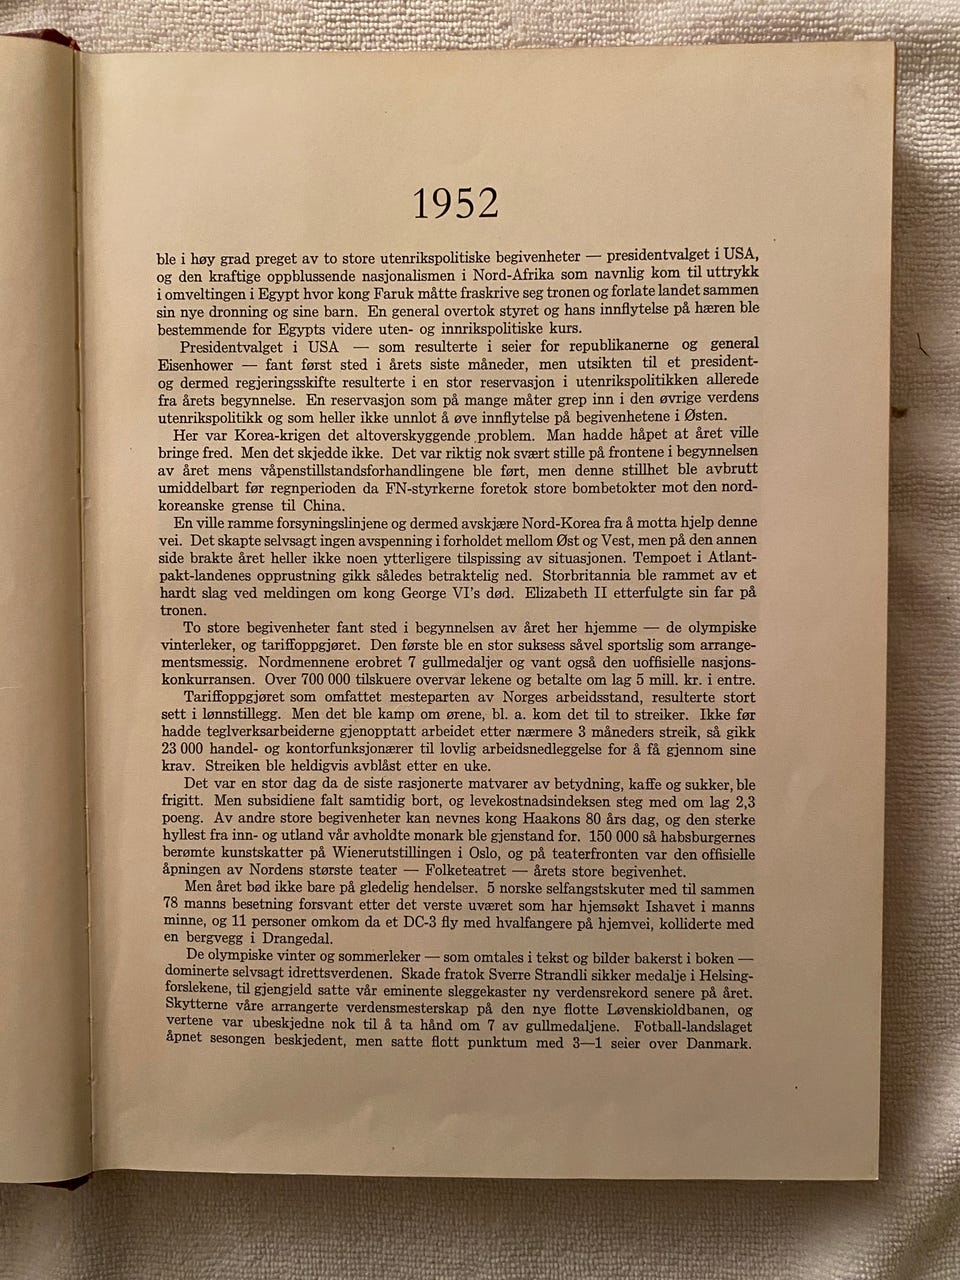 1952
ble i høy grad preget av to store utenrikspolitiske begivenheter — presidentvalget i USA,
og den kraftige oppblussende nasjonalismen i Nord-Afrika som navnlig kom til uttrykk
i omveltingen i Egypt hvor kong Faruk måtte fraskrive seg tronen og forlate landet sammen
sin nye dronning og sine barn. En general overtok styret og hans innflytelse på hæren ble
bestemmende for Egypts videre uten- og innrikspolitiske kurs.
Presidentvalget i USA — som resulterte i seier for republikanerne og general
Eisenhower — fant først sted i årets siste måneder, men utsikten til et president-
og dermed regjeringsskifte resulterte i en stor reservasjon i utenrikspolitikken allerede
fra årets begynnelse. En reservasjon som på mange måter grep inn i den øvrige verdens
utenrikspolitikk og som heller ikke unnlot å øve innflytelse på begivenhetene i Østen.
Her var Korea-krigen det altoverskyggende problem. Man hadde håpet at året ville
bringe fred. Men det skjedde ikke. Det var riktig nok svært stille på frontene i begynnelsen
av året mens våpenstillstandsforhandlingene ble ført, men denne stillhet ble avbrutt
umiddelbart før regnperioden da FN-styrkerne foretok store bombetokter mot den nord-
koreanske grense til China.
En ville ramme forsyningslinjene og dermed avskjære Nord-Korea fra å motta hjelp denne
vei. Det skapte selvsagt ingen avspenning i forholdet mellom Øst og Vest, men på den annen
side brakte året heller ikke noen ytterligere tilspissing av situasjonen. Tempoet i Atlant-
pakt-landenes opprustning gikk således betraktelig ned. Storbritannia ble rammet av et
hardt slag ved meldingen om kong George VI's død. Elizabeth II etterfulgte sin far på
tronen.
To store begivenheter fant sted i begynnelsen av året her hjemme — de olympiske
vinterleker, og tariffoppgjøret. Den første ble en stor suksess såvel sportslig som arrange-
mentsmessig. Nordmennene erobret 7 gullmedaljer og vant også den uoffisielle nasjons-
konkurransen. Over 700 000 tilskuere overvar lekene og betalte om lag 5 mill. kr. i entre.
Tariffoppgjøret som omfattet mesteparten av Norges arbeidsstand, resulterte stort
sett i lønnstillegg. Men det ble kamp om ørene, bl. a. kom det til to streiker. Ikke før
hadde teglverksarbeiderne gjenopptatt arbeidet etter nærmere 3 måneders streik, så gikk
23 000 handel- og kontorfunksjonærer til lovlig arbeidsnedleggelse for å få gjennom sine
krav. Streiken ble heldigvis avblåst etter en uke.
Det var en stor dag da de siste rasjonerte matvarer av betydning, kaffe og sukker, ble
frigitt. Men subsidiene falt samtidig bort, og levekostnadsindeksen steg med om lag 2,3
poeng. Av andre store begivenheter kan nevnes kong Haakons 80 års dag, og den sterke
hyllest fra inn- og utland vår avholdte monark ble gjenstand for. 150 000 så habsburgernes
berømte kunstskatter på Wienerutstillingen i Oslo, og på teaterfronten var den offisielle
åpningen av Nordens største teater — Folketeatret — årets store begivenhet.
Men året bød ikke bare på gledelig hendelser. 5 norske selfangstskuter med til sammen
78 manns besetning forsvant etter det verste uværet som har hjemsøkt Ishavet i manns
minne, og 11 personer omkom da et DC-3 fly med hvalfangere på hjemvei, kolliderte med
en bergvegg i Drangedal.
De olympiske vinter og sommerleker — som omtales i tekst og bilder bakerst i boken —
dominerte selvsagt idrettsverdenen. Skade fratok Sverre Strandli sikker medalje i Helsing-
forslekene, til gjengjeld satte vår eminente sleggekaster ny verdensrekord senere på året.
Skytterne våre arrangerte verdensmesterskap på den nye flotte Løvenskioldbanen, og
vertene var ubeskjedne nok til å ta hånd om 7 av gullmedaljene. Fotball-landslaget
åpnet sesongen beskjedent, men satte flott punktum med 3—1 seier over Danmark.